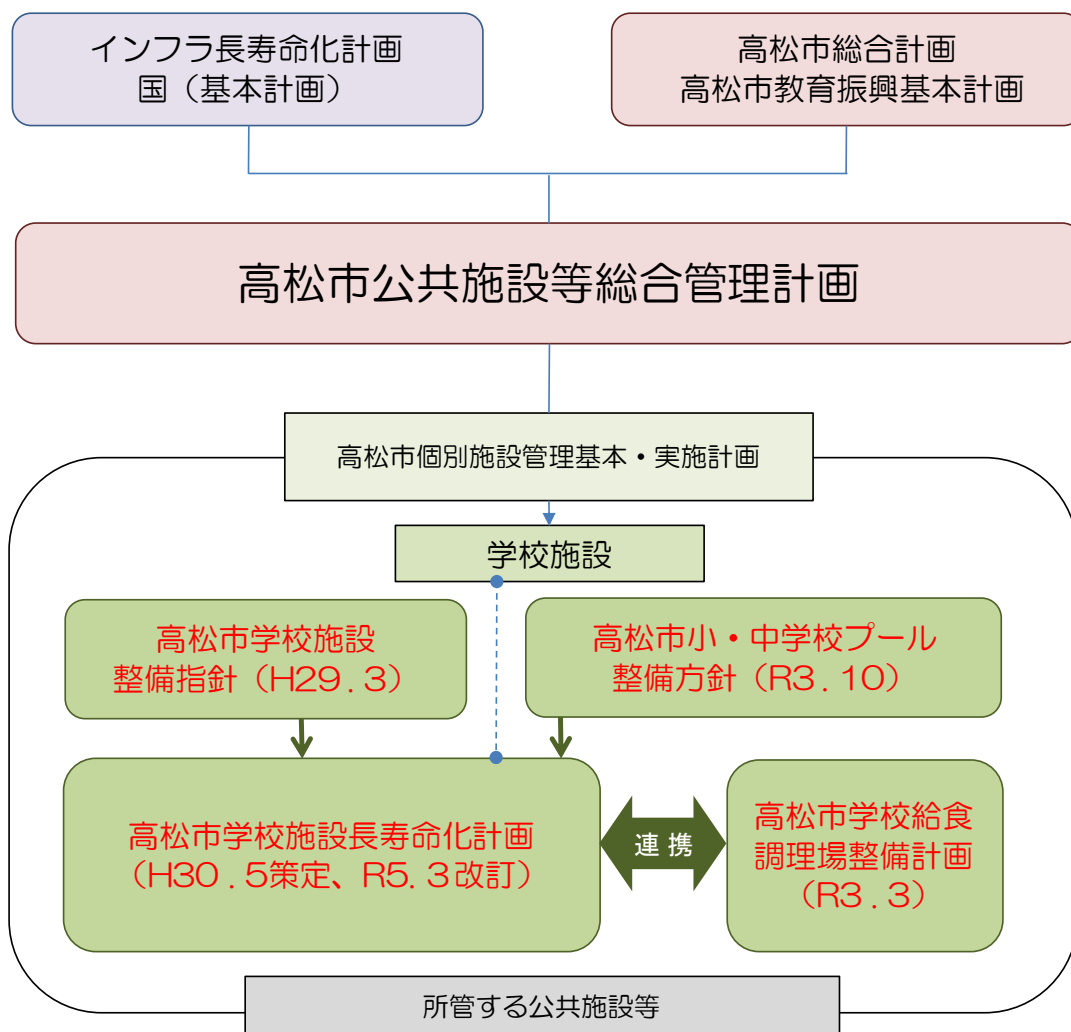 インフラ長寿命化計画
国（基本計画）
高松市総合計画
高松市教育振興基本計画
高松市公共施設等総合管理計画
高松市個別施設管理基本・実施計画
学校施設
高松市学校施設
整備指針（H29．3）
高松市小・中学校プール
整備方針（R3．10）
高松市学校施設長寿命化計画
（H30．5策定、R5．3改訂）
連携
高松市学校給食
調理場整備計画
（R3．3）
所管する公共施設等